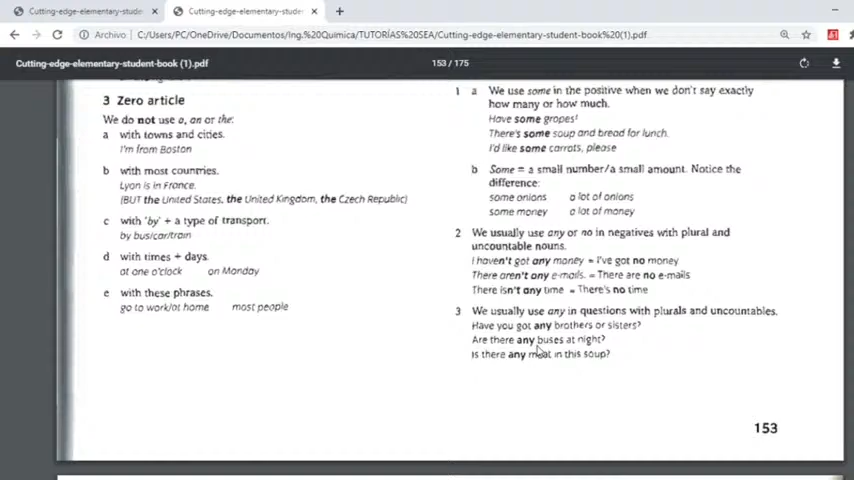 Cutting-edge-elementary-stude
Cutting-edge-elementary-stude
Archivo
C:/Users/PC/OneDrive/Documentos/Ing.%20Quimica/TUTORÍAS%20SEA/Cutting-edge-elementary-student-book%20(1).pdf
Cutting-edge-elementary-student-book (1).pdf
153 / 175
3 Zero article
We do not use a, an or the:
a with towns and cities.
I'm from Boston
b with most countries.
Lyon is in France.
(BUT the United States, the United Kingdom, the Czech Republic)
c with 'by' + a type of transport.
by bus/car/train
d with times + days.
at one o'clock on Monday
e with these phrases.
go to work/at home most people
1 a We use some in the positive when we don't say exactly
how many or how much.
Have some grapes!
There's some soup and bread for lunch.
I'd like some carrots, please
b Some = a small number/a small amount. Notice the
difference:
some onions a lot of onions
some money a lot of money
2 We usually use any or no in negatives with plural and
uncountable nouns.
I haven't got any money = I've got no money
There aren't any e-mails. = There are no e-mails
There isn't any time = There's no time
3 We usually use any in questions with plurals and uncountables.
Have you got any brothers or sisters?
Are there any buses at night?
Is there any meat in this soup?
153